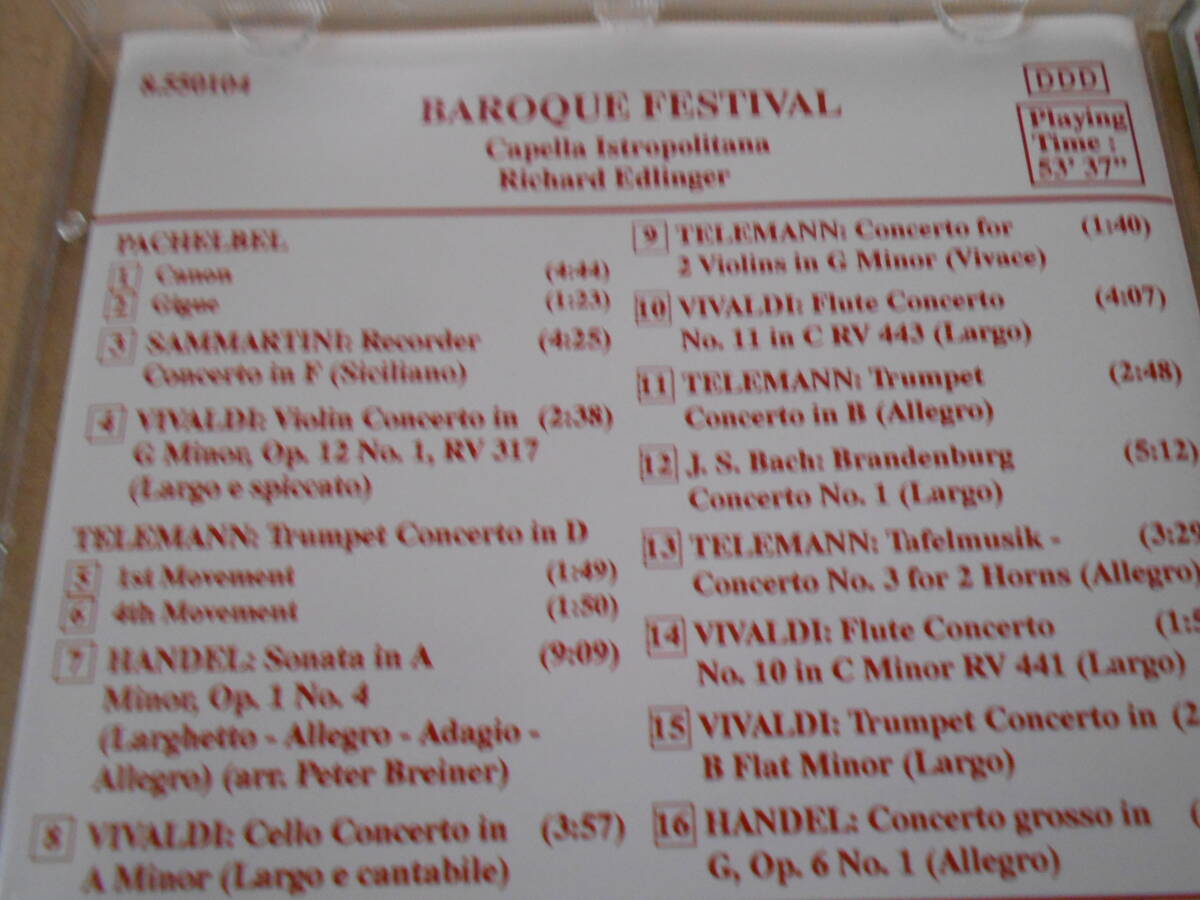 8.550104
BAROQUE FESTIVAL
Capella Istropolitana
Richard Edlinger
DDD
Playing
Time :
53' 37"
PACHELBEL
1 Canon (4:44)
2 Gigue (1:23)
3 SAMMARTINI: Recorder (4:25)
Concerto in F (Siciliano)
4 VIVALDI: Violin Concerto in (2:38)
G Minor, Op. 12 No. 1, RV 317
(Largo e spiccato)
TELEMANN: Trumpet Concerto in D
5 1st Movement (1:49)
6 4th Movement (1:50)
7 HANDEL: Sonata in A (9:09)
Minor, Op. 1 No. 4
(Larghetto - Allegro - Adagio -
Allegro) (arr. Peter Breiner)
8 VIVALDI: Cello Concerto in (3:57)
A Minor (Largo e cantabile)
9 TELEMANN: Concerto for (1:40)
2 Violins in G Minor (Vivace)
10 VIVALDI: Flute Concerto (4:07)
No. 11 in C RV 443 (Largo)
11 TELEMANN: Trumpet (2:48)
Concerto in B (Allegro)
12 J. S. Bach: Brandenburg (5:12)
Concerto No. 1 (Largo)
13 TELEMANN: Tafelmusik - (3:29
Concerto No. 3 for 2 Horns (Allegro)
14 VIVALDI: Flute Concerto
No. 10 in C Minor RV 441 (Largo)
15 VIVALDI: Trumpet Concerto in
B Flat Minor (Largo)
16 HANDEL: Concerto grosso in
G, Op. 6 No. 1 (Allegro)